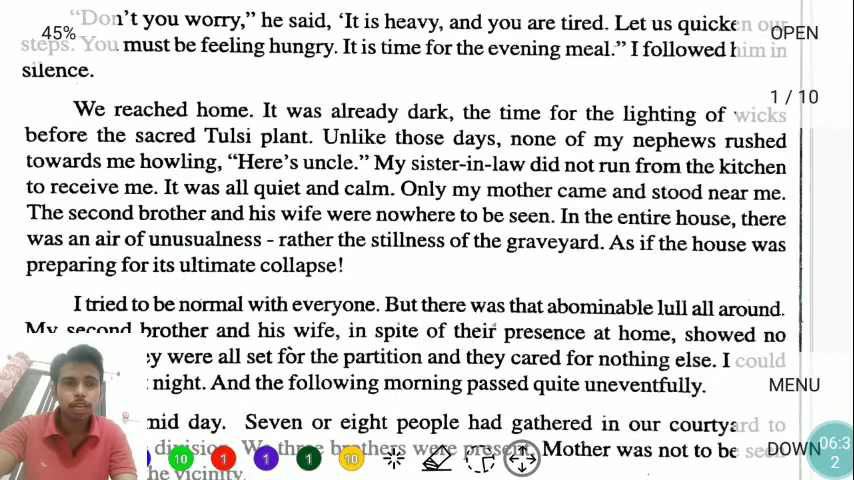 "Don't you worry," he said, 'It is heavy, and you are tired. Let us quicken our
45%
OPEN
steps. You must be feeling hungry. It is time for the evening meal." I followed him in
silence.
1 / 10
We reached home. It was already dark, the time for the lighting of wicks
before the sacred Tulsi plant. Unlike those days, none of my nephews rushed
towards me howling, "Here's uncle." My sister-in-law did not run from the kitchen
to receive me. It was all quiet and calm. Only my mother came and stood near me.
The second brother and his wife were nowhere to be seen. In the entire house, there
was an air of unusualness - rather the stillness of the graveyard. As if the house was
preparing for its ultimate collapse!
I tried to be normal with everyone. But there was that abominable lull all around.
My second brother and his wife, in spite of their presence at home, showed no
ey were all set for the partition and they cared for nothing else. I could
night. And the following morning passed quite uneventfully.
MENU
mid day. Seven or eight people had gathered in our courtyard to
division. We three brothers were present. Mother was not to be seen
DOWN
06:3
2
10
1
1
1
10
he vicinity.